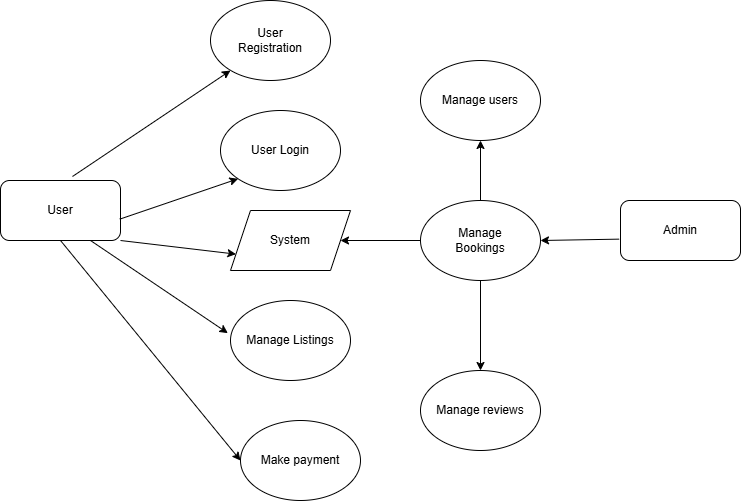 User
Registration
Manage users
User Login
User
Admin
System
Manage
Bookings
Manage Listings
Manage reviews
Make payment